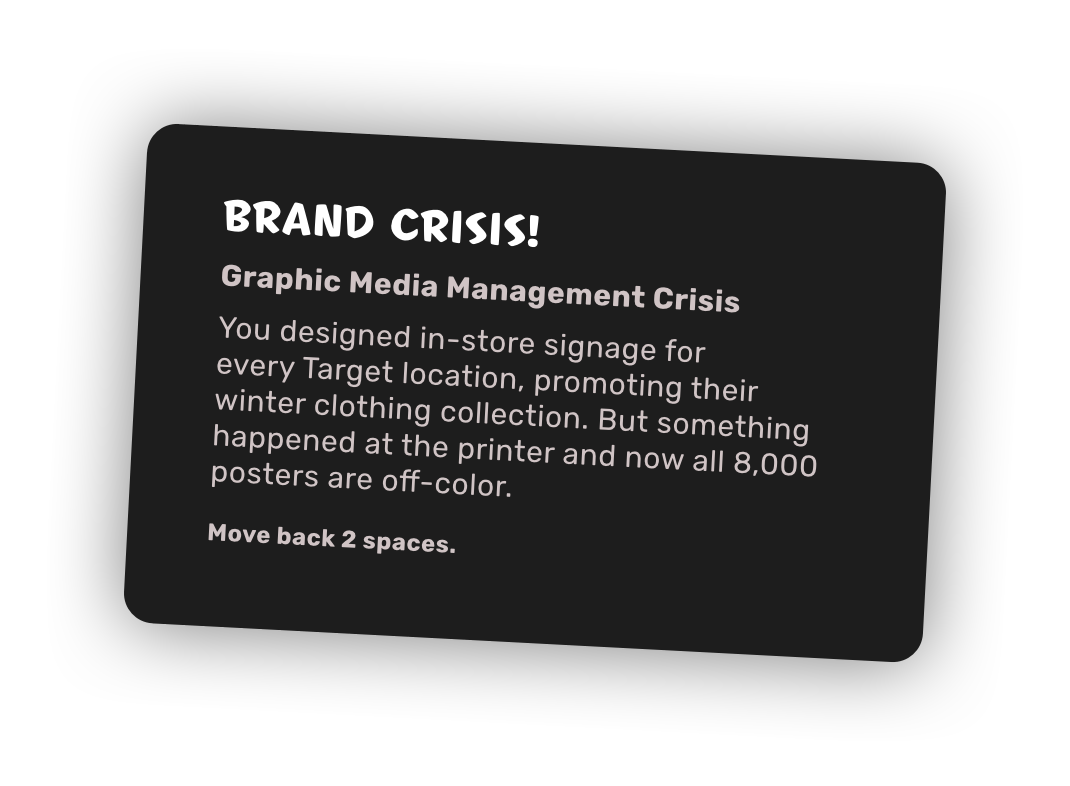 BRAND CRISIS!
Graphic Media Management Crisis
You designed in-store signage for
every Target location, promoting their
winter clothing collection. But something
happened at the printer and now all 8,000
posters are off-color.
Move back 2 spaces.